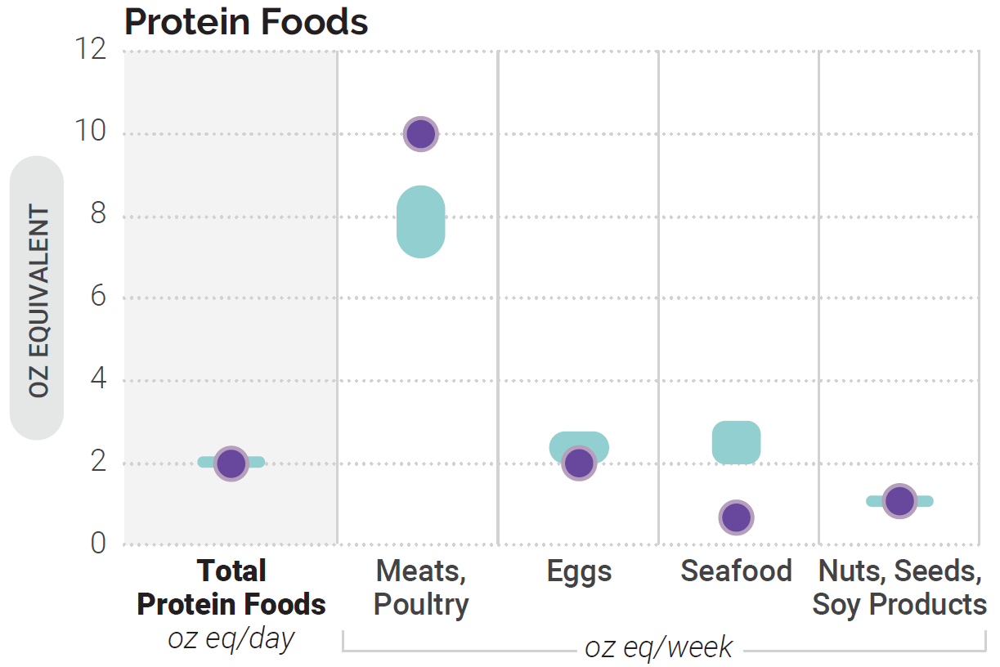 Protein Foods
12
10
8
6
4
2
0
OZ EQUIVALENT
Total
Protein Foods
oz eq/day
Meats,
Poultry
Eggs
Seafood
Nuts, Seeds,
Soy Products
oz eq/week